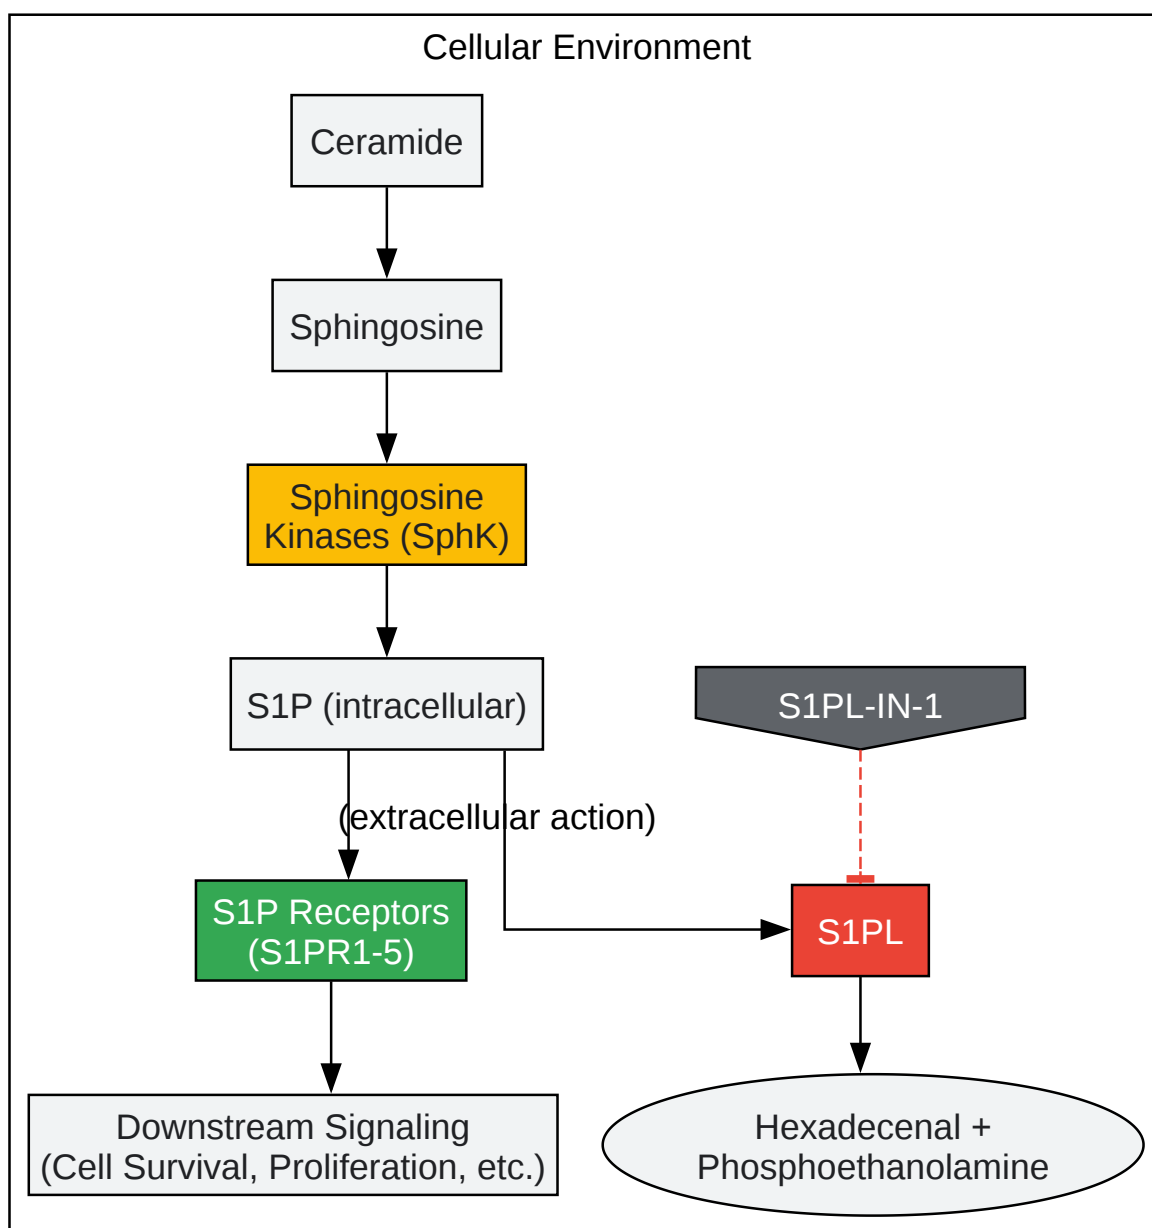 Cellular Environment
Ceramide
Sphingosine
Sphingosine
Kinases (SphK)
S1P (intracellular)
S1PL-IN-1
(extracellular action)
S1P Receptors
(S1PR1-5)
S1PL
Downstream Signaling
(Cell Survival, Proliferation, etc.)
Hexadecenal +
Phosphoethanolamine